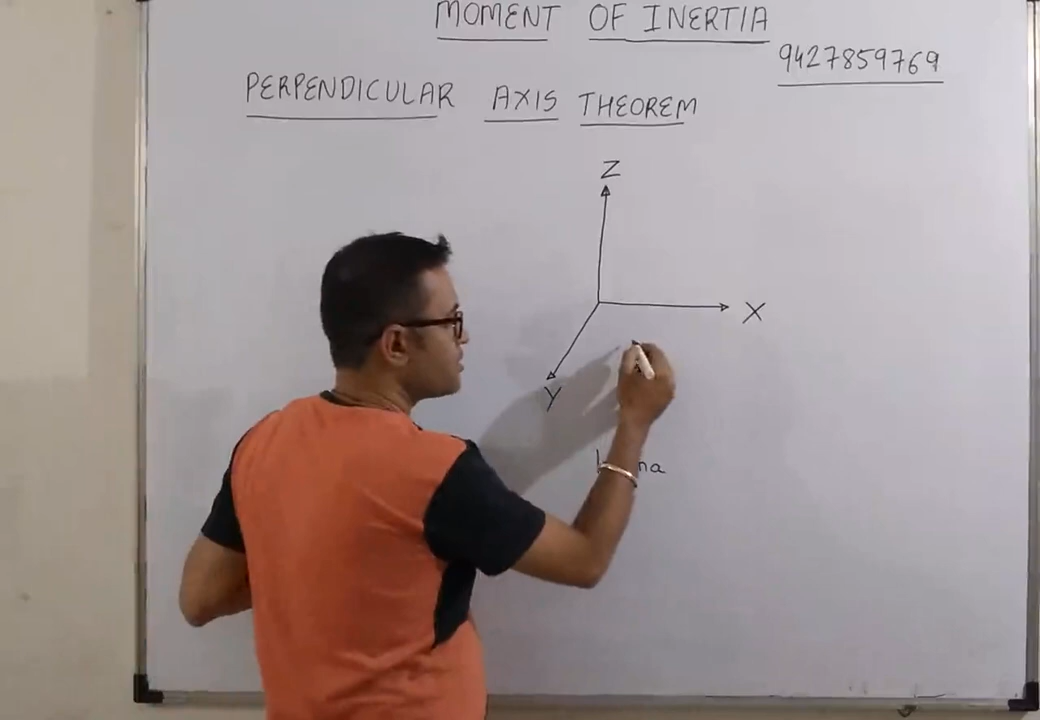 MOMENT OF INERTIA
9427859769
PERPENDICULAR AXIS THEOREM
Z
X
Y